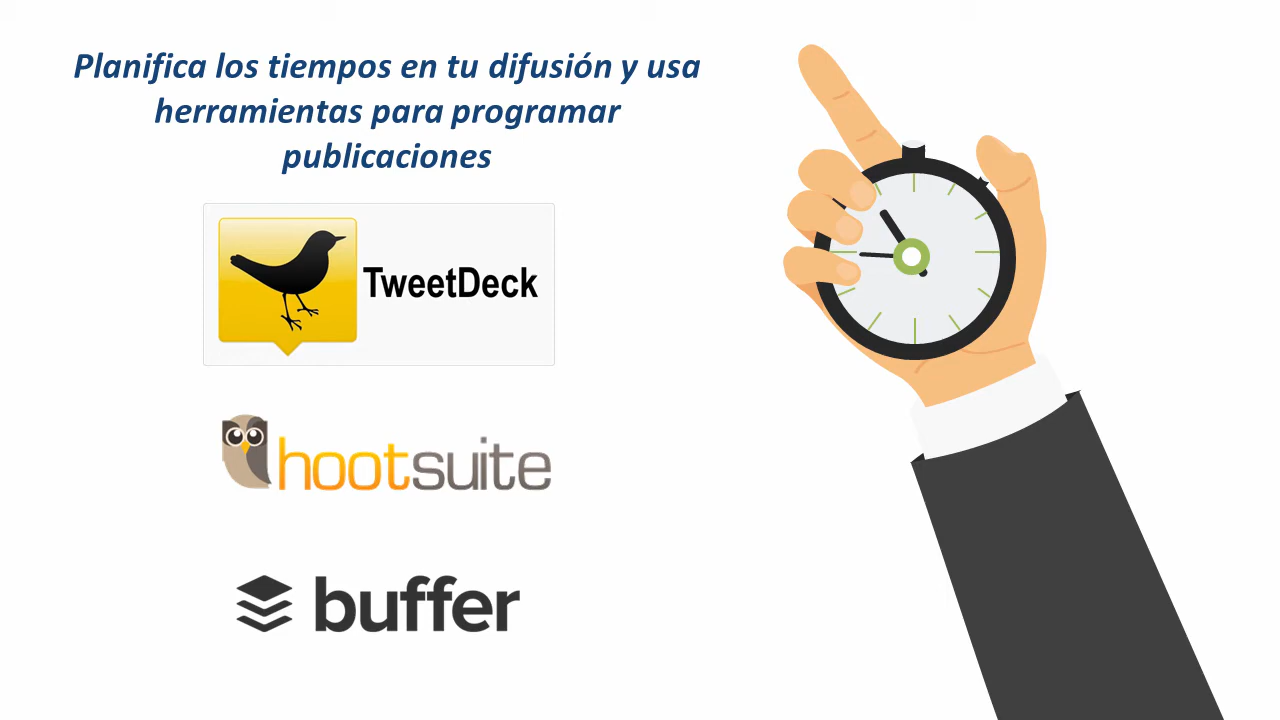 Planifica los tiempos en tu difusión y usa
herramientas para programar
publicaciones
TweetDeck
hootsuite
buffer